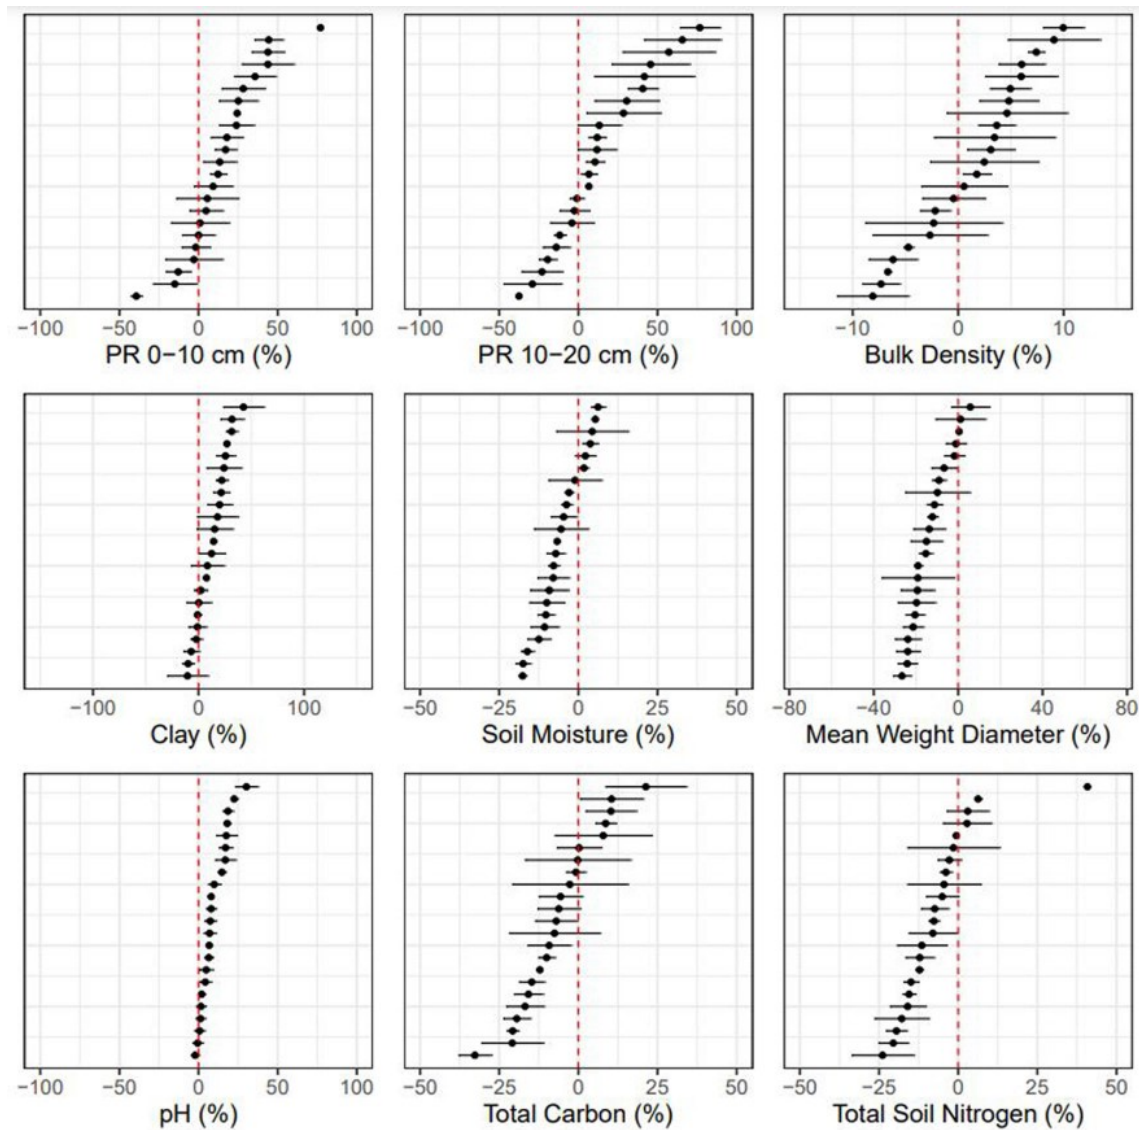 −100 −50 0 50 100 −100 −50 0 50 100 −10 0 10
PR 0−10 cm (%) PR 10−20 cm (%) Bulk Density (%)
−100 0 100 −50 −25 0 25 50 −80 −40 0 40 80
Clay (%) Soil Moisture (%) Mean Weight Diameter (%)
−100 −50 0 50 100 −50 −25 0 25 50 −50 −25 0 25 50
pH (%) Total Carbon (%) Total Soil Nitrogen (%)